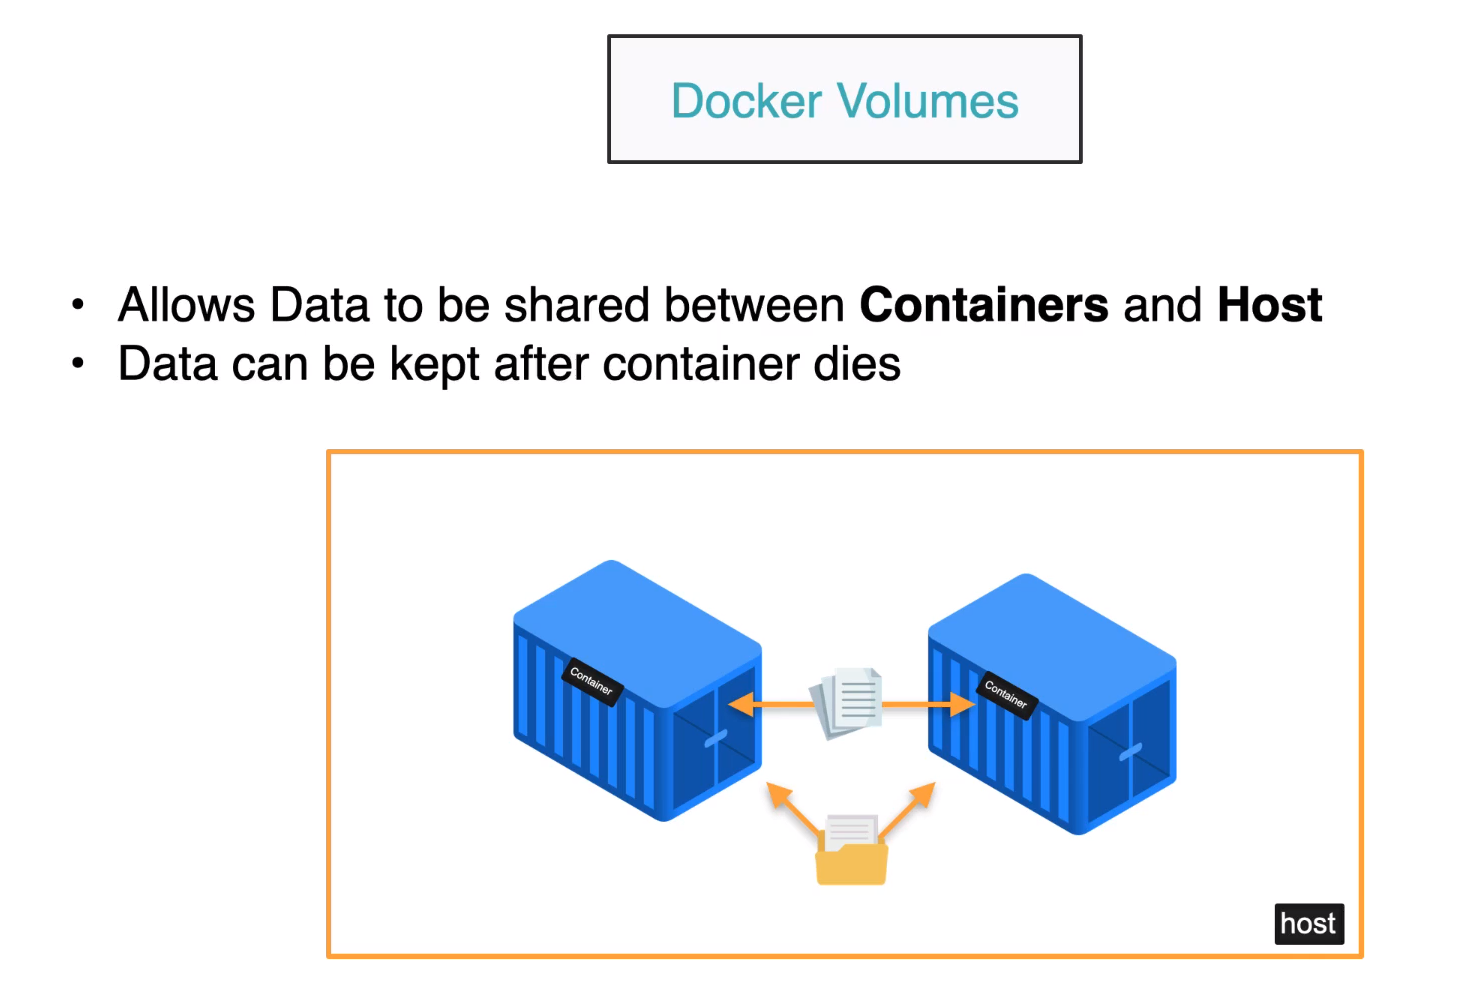 Docker Volumes
• Allows Data to be shared between Containers and Host
• Data can be kept after container dies
Container
Container
host